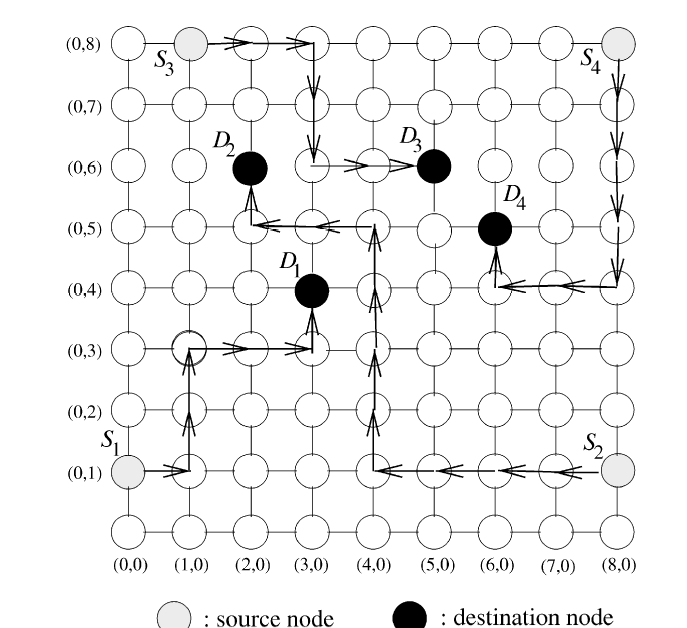 (0,8)
S3
S4
(0,7)
D2
D3
(0,6)
D4
(0,5)
D1
(0,4)
(0,3)
(0,2)
S1
S2
(0,1)
(0,0) (1,0) (2,0) (3,0) (4,0) (5,0) (6,0) (7,0) (8,0)
: source node : destination node